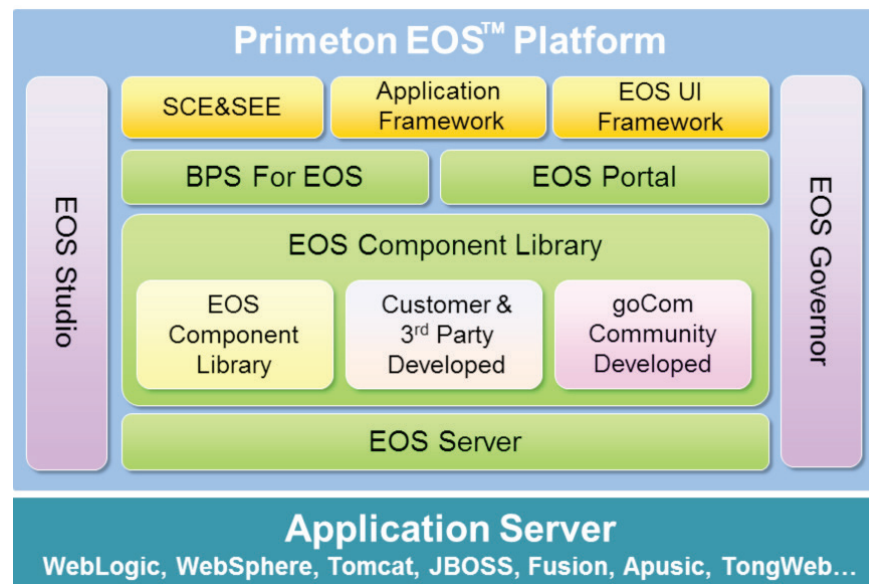 Primeton EOS™ Platform
EOS Studio
SCE&SEE
Application
Framework
EOS UI
Framework
BPS For EOS
EOS Portal
EOS Component Library
EOS
Component
Library
Customer &
3rd Party
Developed
goCom
Community
Developed
EOS Server
EOS Governor
Application Server
WebLogic, WebSphere, Tomcat, JBOSS, Fusion, Apusic, TongWeb...